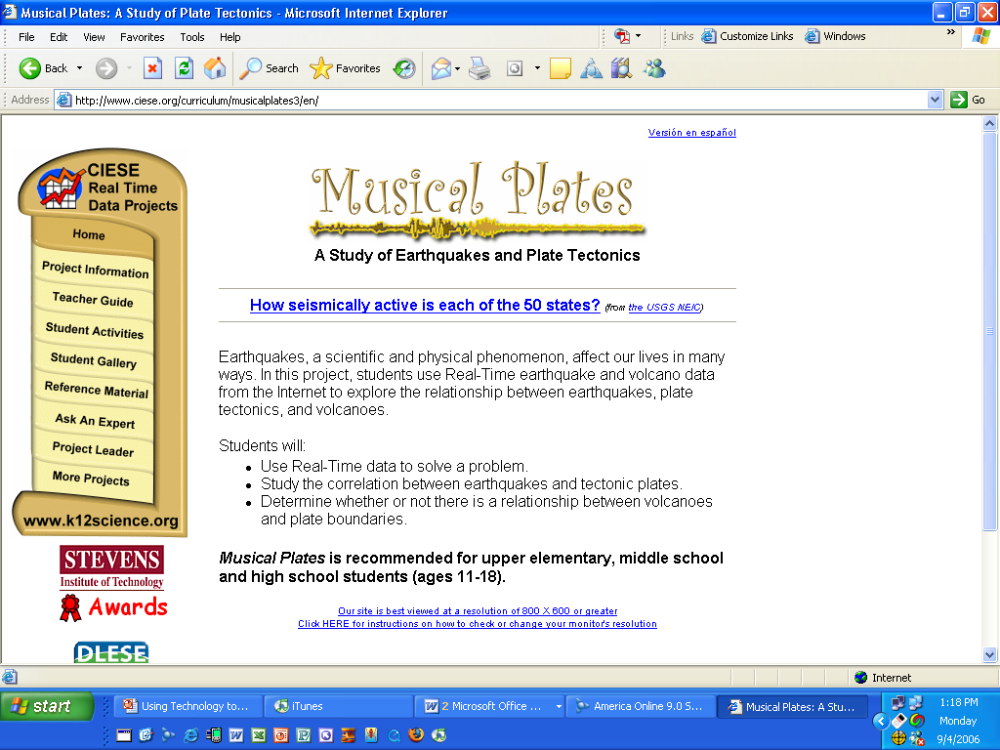 Musical Plates: A Study of Plate Tectonics - Microsoft Internet Explorer
File Edit View Favorites Tools Help
Links Customize Links Windows
Back Search Favorites
Address http://www.ciese.org/curriculum/musicalplates3/en/ Go
Versión en español
CIESE
Real Time
Data Projects
Home
Project Information
Teacher Guide
Student Activities
Student Gallery
Reference Material
Ask An Expert
Project Leader
More Projects
www.k12science.org
STEVENS
Institute of Technology
Awards
DLESE
Musical Plates
A Study of Earthquakes and Plate Tectonics
How seismically active is each of the 50 states? (from the USGS NEIC)
Earthquakes, a scientific and physical phenomenon, affect our lives in many
ways. In this project, students use Real-Time earthquake and volcano data
from the Internet to explore the relationship between earthquakes, plate
tectonics, and volcanoes.
Students will:
• Use Real-Time data to solve a problem.
• Study the correlation between earthquakes and tectonic plates.
• Determine whether or not there is a relationship between volcanoes
and plate boundaries.
Musical Plates is recommended for upper elementary, middle school
and high school students (ages 11-18).
Our site is best viewed at a resolution of 800 X 600 or greater
Click HERE for instructions on how to check or change your monitor's resolution
Internet
start Using Technology to... iTunes 2 Microsoft Office ... America Online 9.0 S... Musical Plates: A Stu...
1:18 PM
Monday
9/4/2006